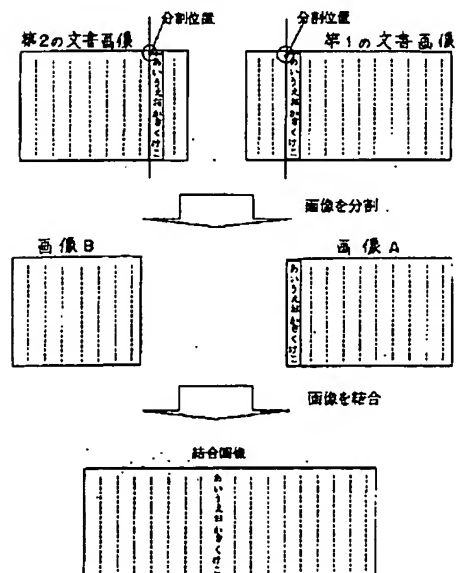 分割位置
分割位置
第2の文書画像
第1の文書画像
あいうえおかきくけこ
あいうえおかきくけこ
画像を分割
画像B
画像A
あいうえおかきくけこ
画像を結合
結合画像
あいうえおかきくけこ